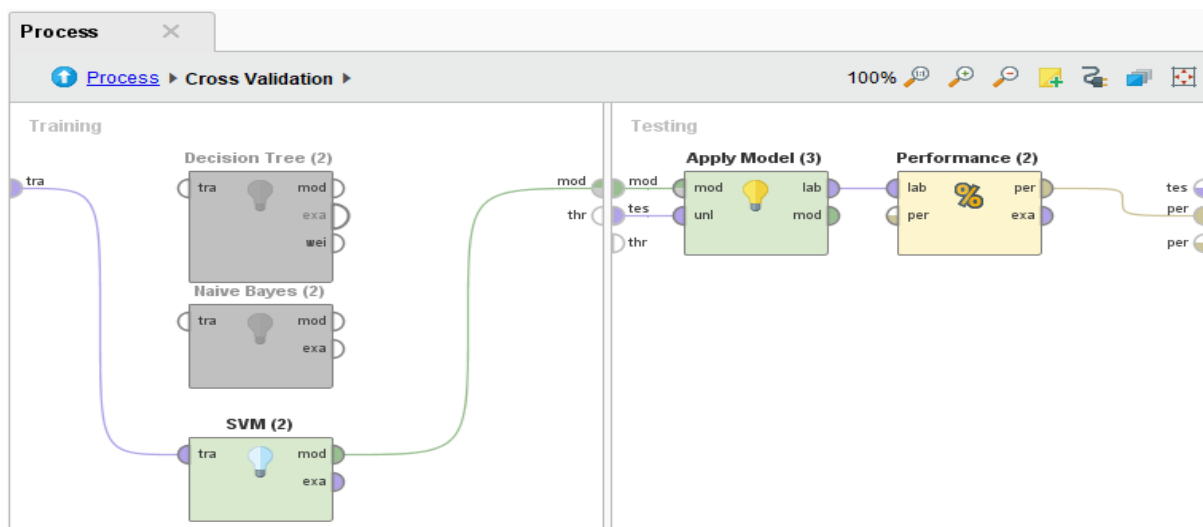 Process
Process Cross Validation
100%
Training
tra
Decision Tree (2)
tra mod
exa
wei
Naive Bayes (2)
tra mod
exa
SVM (2)
tra mod
exa
mod
thr
Testing
mod
tes
thr
Apply Model (3)
mod lab
unl mod
Performance (2)
lab per
per exa
%
tes
per
per